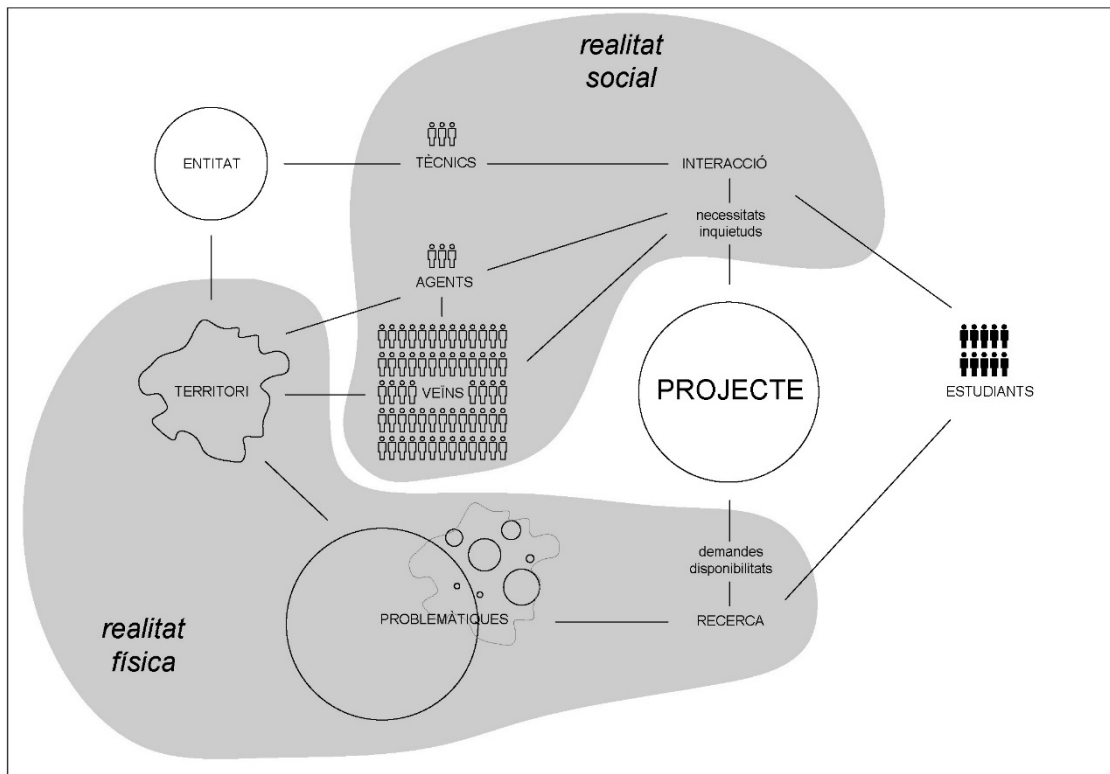 realitat
social
ENTITAT
TÈCNICS
INTERACCIÓ
necessitats
inquietuds
AGENTS
TERRITORI
VEÏNS
PROJECTE
ESTUDIANTS
demandes
disponibilitats
PROBLEMÀTIQUES
RECERCA
realitat
física